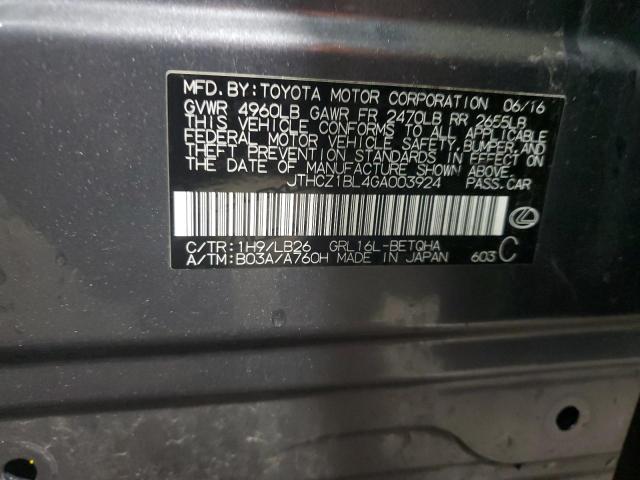 MFD. BY: TOYOTA MOTOR CORPORATION 06/16
GVWR 4960LB GAWR FR 2470LB RR 2655LB
THIS VEHICLE CONFORMS TO ALL APPLICABLE
FEDERAL MOTOR VEHICLE SAFETY, BUMPER, AND
THEFT PREVENTION STANDARDS IN EFFECT ON
THE DATE OF MANUFACTURE SHOWN ABOVE.
JTHCZ1BL4GA003924 PASS. CAR
C/TR: 1H9/LB26 GRL16L-BETQHA C
A/TM: B03A/A760H MADE IN JAPAN 603